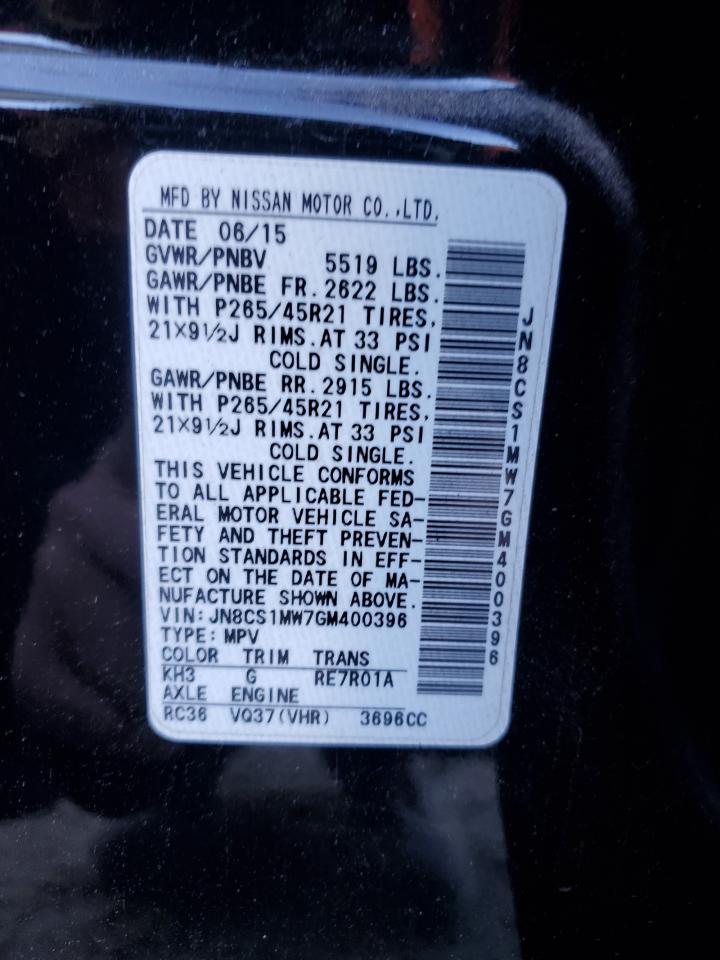 MFD BY NISSAN MOTOR CO.,LTD.
DATE 06/15
GVWR/PNBV 5519 LBS.
GAWR/PNBE FR.2622 LBS.
WITH P265/45R21 TIRES,
21X9½J RIMS.AT 33 PSI
COLD SINGLE.
GAWR/PNBE RR.2915 LBS.
WITH P265/45R21 TIRES,
21X9½J RIMS.AT 33 PSI
COLD SINGLE.
THIS VEHICLE CONFORMS
TO ALL APPLICABLE FED-
ERAL MOTOR VEHICLE SA-
FETY AND THEFT PREVEN-
TION STANDARDS IN EFF-
ECT ON THE DATE OF MA-
NUFACTURE SHOWN ABOVE.
VIN:JN8CS1MW7GM400396
TYPE:MPV
COLOR TRIM TRANS
KH3 G RE7R01A
AXLE ENGINE
RC36 VQ37(VHR) 3696CC
JN8CS1MW7GM400396